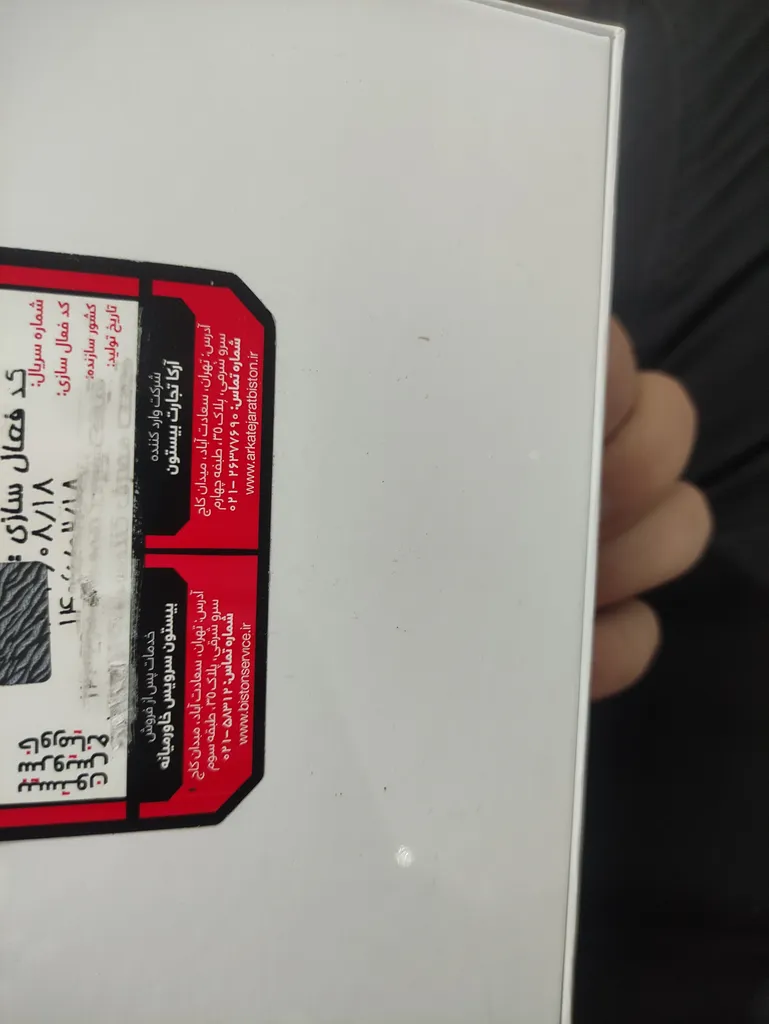 شماره سریال:
کد فعال سازی:
کشور سازنده:
تاریخ تولید:
کد فعال سازی :
شرکت وارد کننده
آرکا تجارت بیستون
آدرس: تهران، سعادت آباد، میدان کاج
سرو شرقی، پلاک ۳۵، طبقه چهارم
شماره تماس: ۲۶۳۷۷۶۹۰ - ۰۲۱
www.arkatejaratbiston.ir
خدمات پس از فروش
بیستون سرویس خاورمیانه
آدرس: تهران، سعادت آباد، میدان کاج
سرو شرقی، پلاک ۳۵، طبقه سوم
شماره تماس: ۵۸۳۱۲-۰۲۱
www.bistonservice.ir